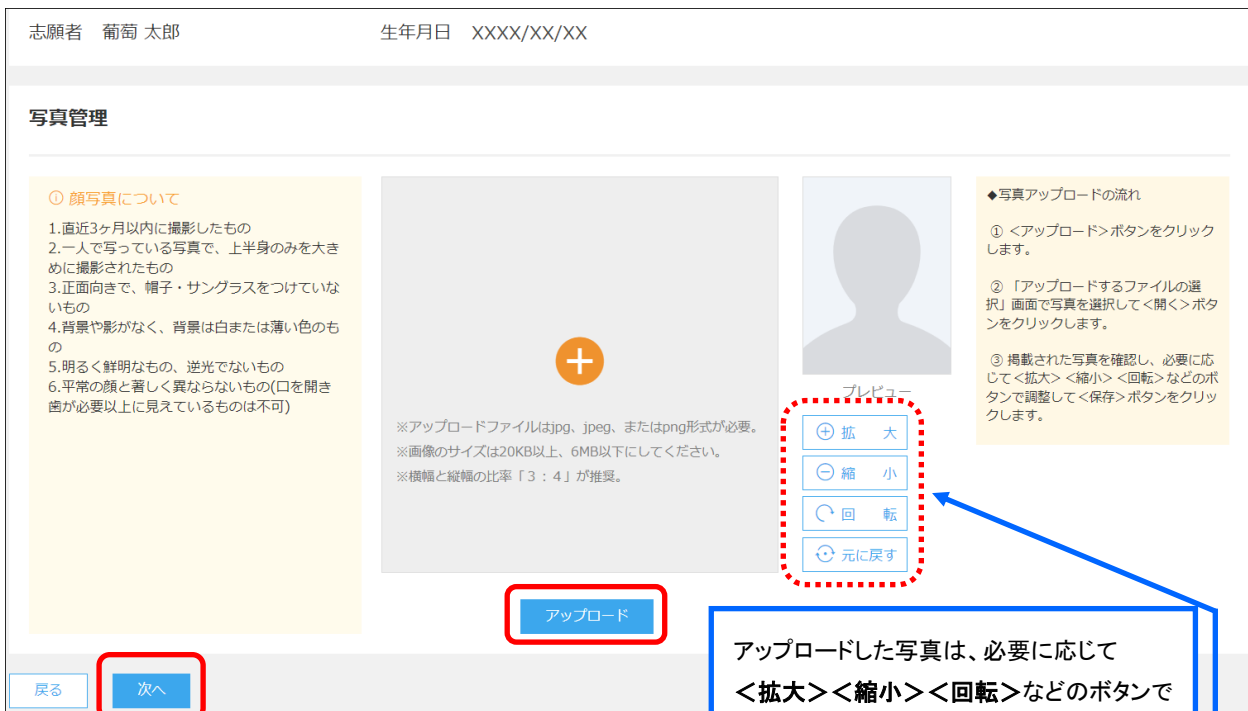 志願者 葡萄 太郎 生年月日 XXXX/XX/XX
写真管理
顔写真について
1.直近3ヶ月以内に撮影したもの
2.一人で写っている写真で、上半身のみを大き
めに撮影されたもの
3.正面向きで、帽子・サングラスをつけていな
いもの
4.背景や影がなく、背景は白または薄い色のも
の
5.明るく鮮明なもの、逆光でないもの
6.平常の顔と著しく異ならないもの(口を開き
歯が必要以上に見えているものは不可)
※アップロードファイルはjpg、jpeg、またはpng形式が必要。
※画像のサイズは20KB以上、6MB以下にしてください。
※横幅と縦幅の比率「3：4」が推奨。
アップロード
プレビュー
拡 大
縮 小
回 転
元に戻す
◆写真アップロードの流れ
① <アップロード>ボタンをクリック
します。
② 「アップロードするファイルの選
択」画面で写真を選択して<開く>ボタ
ンをクリックします。
③ 掲載された写真を確認し、必要に応
じて<拡大> <縮小> <回転>などのボ
タンで調整して<保存>ボタンをクリッ
クします。
アップロードした写真は、必要に応じて
＜拡大＞＜縮小＞＜回転＞などのボタンで
戻る
次へ